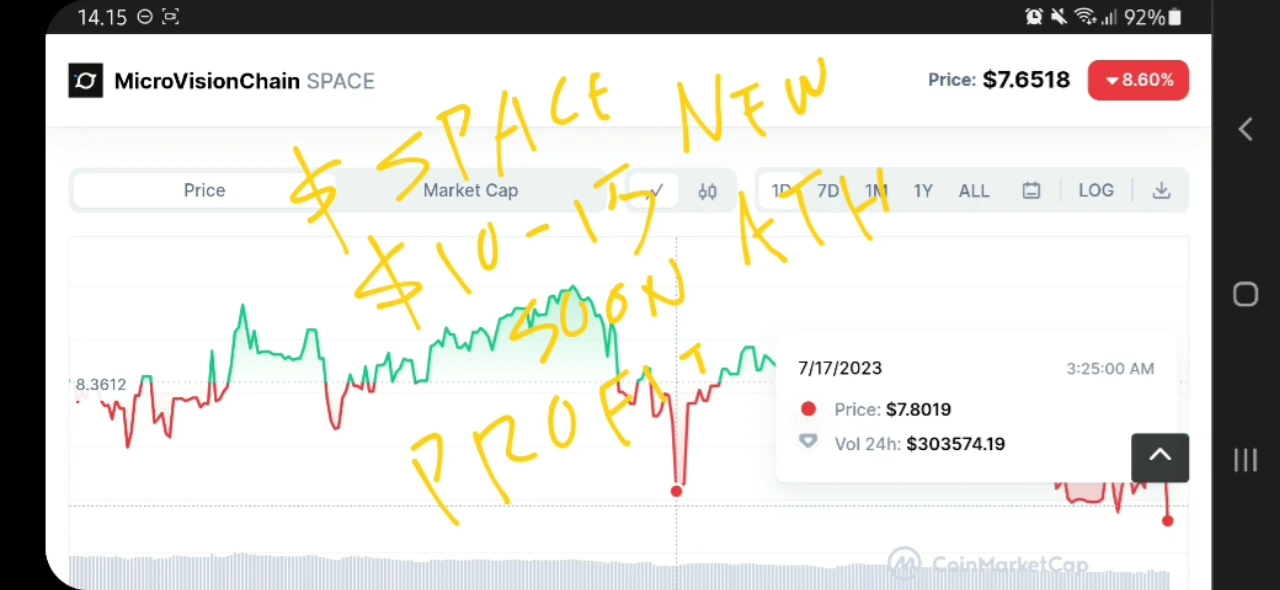 14.15 92%
MicroVisionChain SPACE Price: $7.6518 8.60%
$ SPACE NEW
Price Market Cap 1D 7D 1M 1Y ALL LOG
$10-15 ATH
SOON
PROFIT
8.3612
7/17/2023 3:25:00 AM
Price: $7.8019
Vol 24h: $303574.19
CoinMarketCap